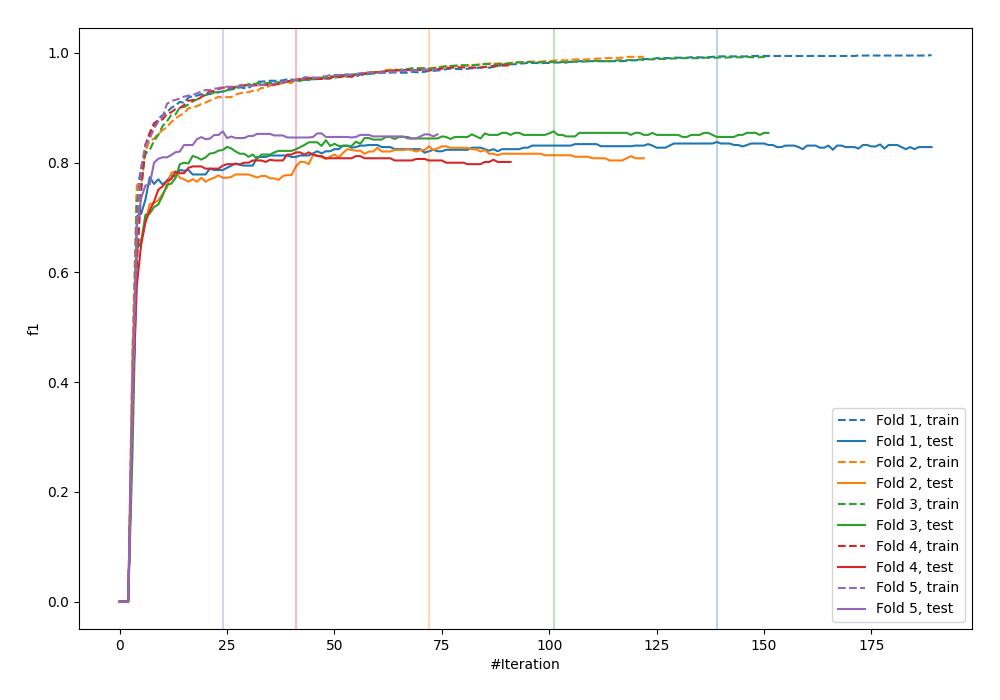 1.0
0.8
0.6
0.4
0.2
0.0
f1
0 25 50 75 100 125 150 175
#Iteration
Fold 1, train
Fold 1, test
Fold 2, train
Fold 2, test
Fold 3, train
Fold 3, test
Fold 4, train
Fold 4, test
Fold 5, train
Fold 5, test